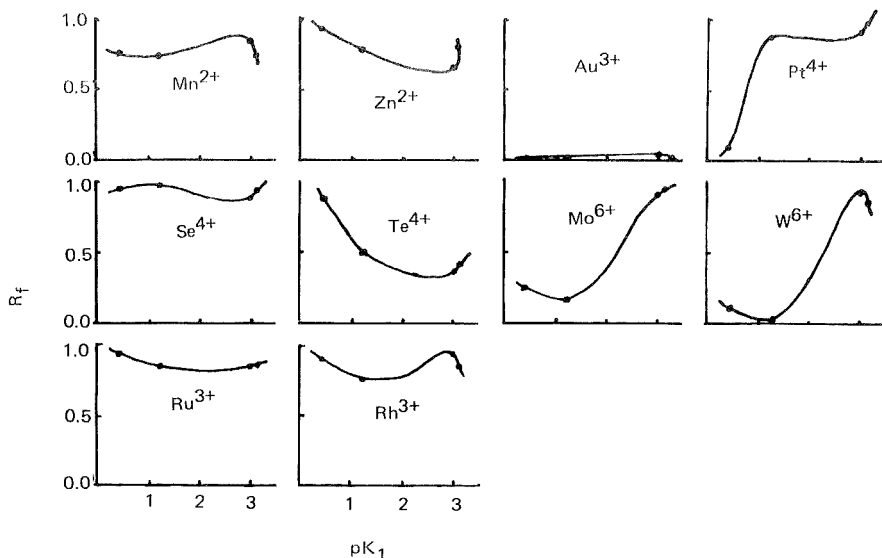 1.0
0.5
0.0
Mn2+
Zn2+
Au3+
Pt4+
1.0
0.5
0.0
Se4+
Te4+
Mo6+
W6+
Rf
1.0
0.5
0.0
Ru3+
Rh3+
1 2 3
1 2 3
pK1